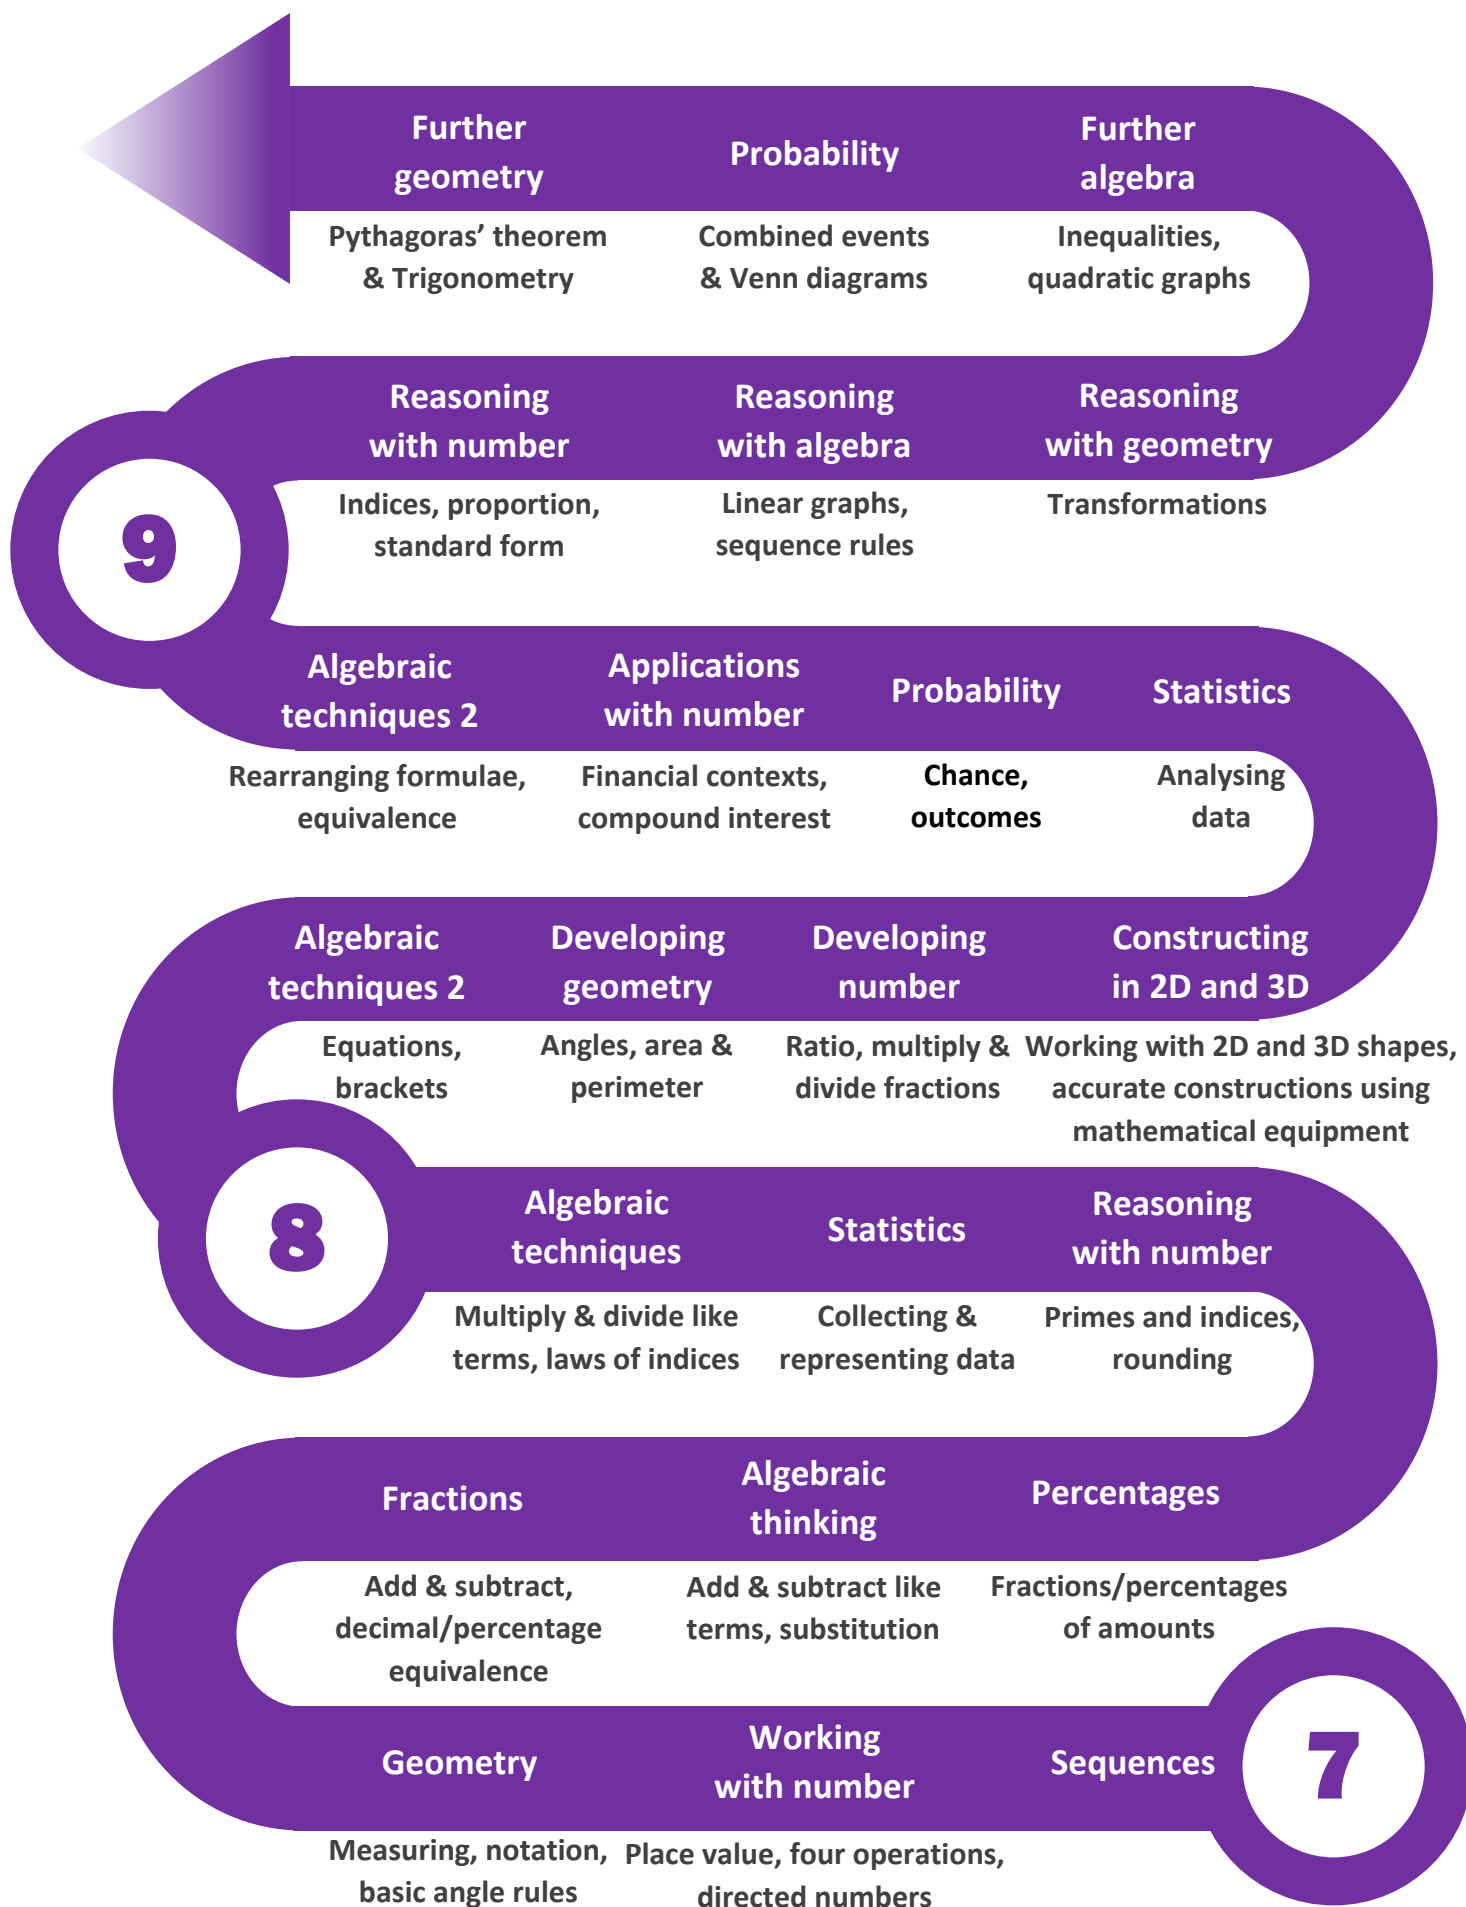 Further
geometry
Probability
Further
algebra
Pythagoras’ theorem
& Trigonometry
Combined events
& Venn diagrams
Inequalities,
quadratic graphs
Reasoning
with number
Reasoning
with algebra
Reasoning
with geometry
Indices, proportion,
standard form
Linear graphs,
sequence rules
Transformations
9
Algebraic
techniques 2
Applications
with number
Probability
Statistics
Rearranging formulae,
equivalence
Financial contexts,
compound interest
Chance,
outcomes
Analysing
data
Algebraic
techniques 2
Developing
geometry
Developing
number
Constructing
in 2D and 3D
Equations,
brackets
Angles, area &
perimeter
Ratio, multiply &
divide fractions
Working with 2D and 3D shapes,
accurate constructions using
mathematical equipment
8
Algebraic
techniques
Statistics
Reasoning
with number
Multiply & divide like
terms, laws of indices
Collecting &
representing data
Primes and indices,
rounding
Fractions
Algebraic
thinking
Percentages
Add & subtract,
decimal/percentage
equivalence
Add & subtract like
terms, substitution
Fractions/percentages
of amounts
Geometry
Working
with number
Sequences
7
Measuring, notation,
basic angle rules
Place value, four operations,
directed numbers